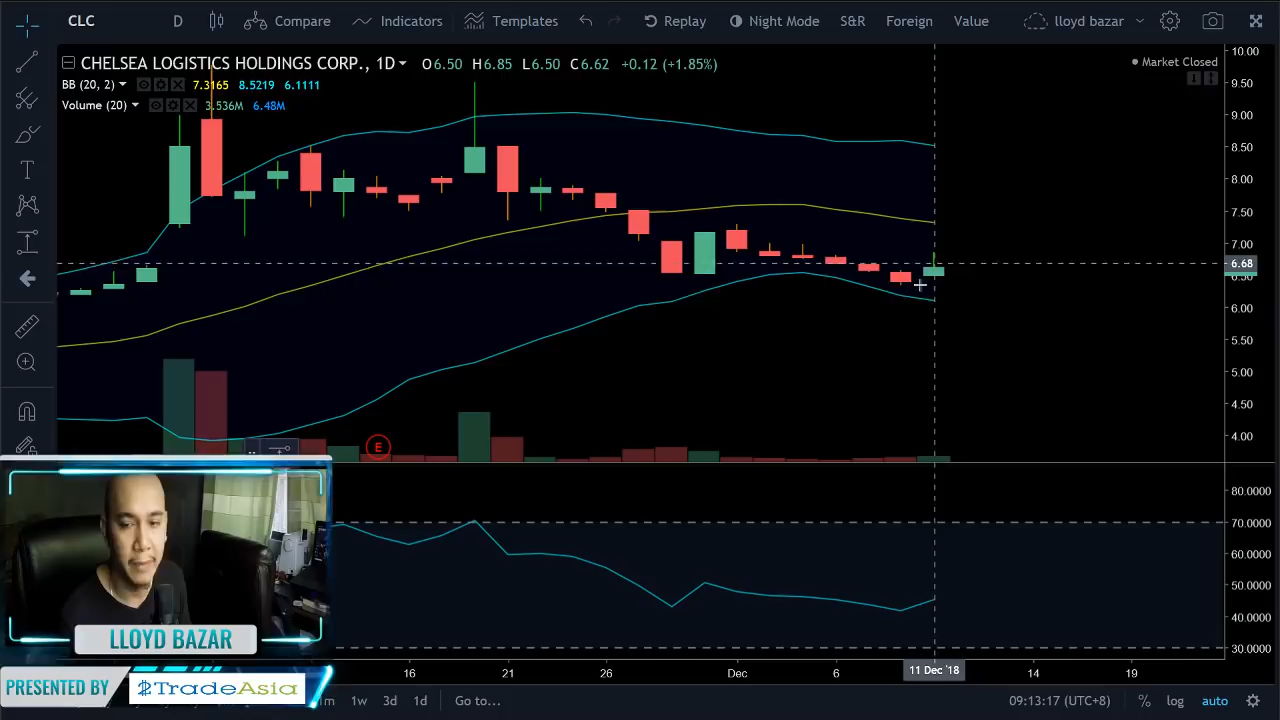 CLC D Compare Indicators Templates Replay Night Mode S&R Foreign Value lloyd bazar
CHELSEA LOGISTICS HOLDINGS CORP., 1D O6.50 H6.85 L6.50 C6.62 +0.12 (+1.85%)
Market Closed
BB (20, 2) 7.3165 8.5219 6.1111
Volume (20) 3.536M 6.48M
10.00
9.50
9.00
8.50
8.00
7.50
7.00
6.68
6.00
5.50
5.00
4.50
4.00
E
80.0000
70.0000
60.0000
50.0000
40.0000
30.0000
LLOYD BAZAR
16 21 26 Dec 6 11 Dec '18 14 19
PRESENTED BY TradeAsia
1w 3d 1d Go to... 09:13:17 (UTC+8) % log auto